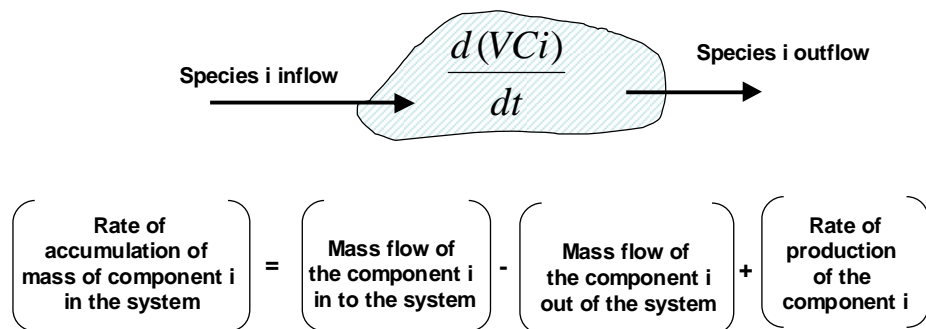 Species i inflow
d(VCi)
dt
Species i outflow
Rate of
accumulation of
mass of component i
in the system
=
Mass flow of
the component i
in to the system
-
Mass flow of
the component i
out of the system
+
Rate of
production
of the
component i